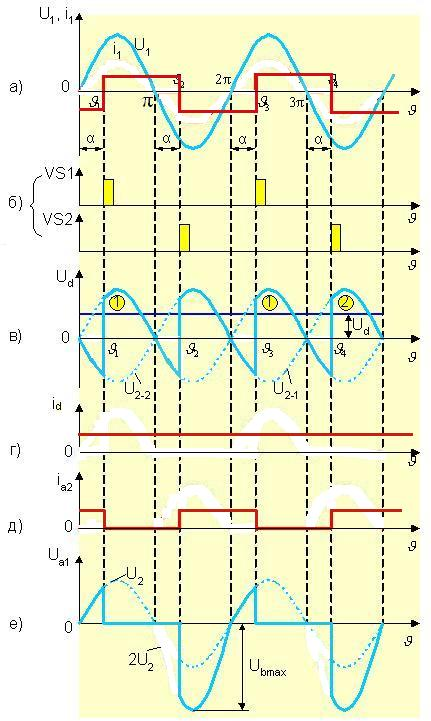 U1, i1
i1 U1
а) 0 ϑ1 π ϑ2 2π ϑ3 3π ϑ4 ϑ
α α α α
VS1
ϑ
б)
VS2
ϑ
Ud
1 1 2
Ud
в) 0 ϑ1 ϑ2 ϑ3 ϑ4 ϑ
U2-2 U2-1
id
г) 0 ϑ
ia2
д) 0 ϑ
Ua1
U2
е) 0 ϑ
2U2 Ubmax